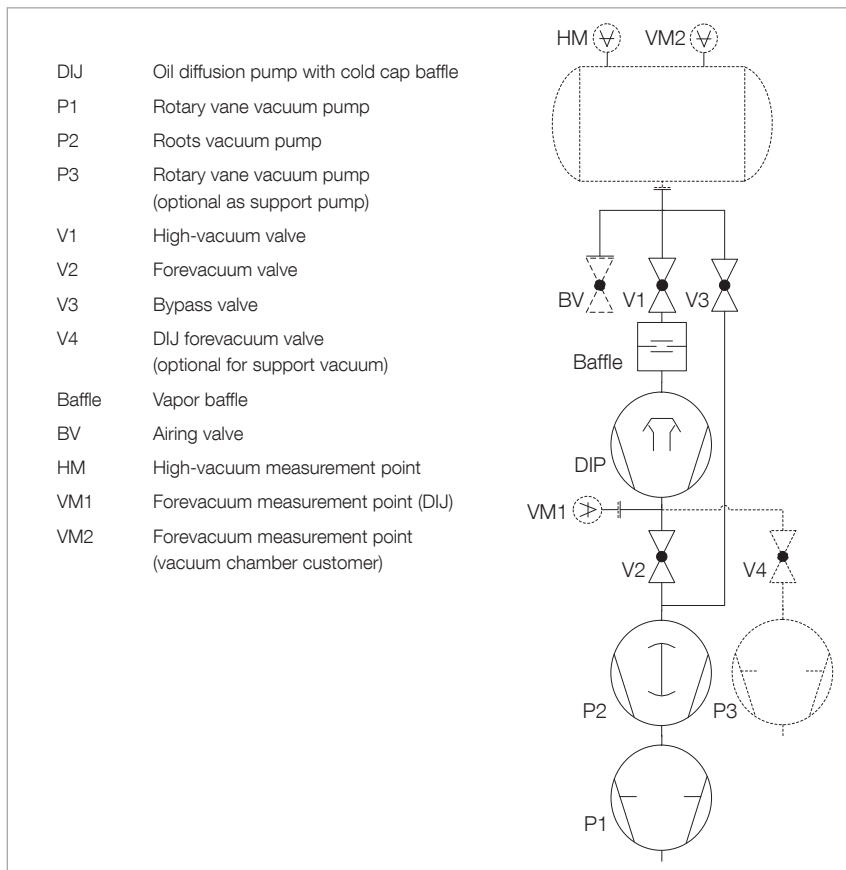 DIJ Oil diffusion pump with cold cap baffle
P1 Rotary vane vacuum pump
P2 Roots vacuum pump
P3 Rotary vane vacuum pump
(optional as support pump)
V1 High-vacuum valve
V2 Forevacuum valve
V3 Bypass valve
V4 DIJ forevacuum valve
(optional for support vacuum)
Baffle Vapor baffle
BV Airing valve
HM High-vacuum measurement point
VM1 Forevacuum measurement point (DIJ)
VM2 Forevacuum measurement point
(vacuum chamber customer)
HM VM2
BV V1 V3
Baffle
DIP
VM1
V2 V4
P2 P3
P1